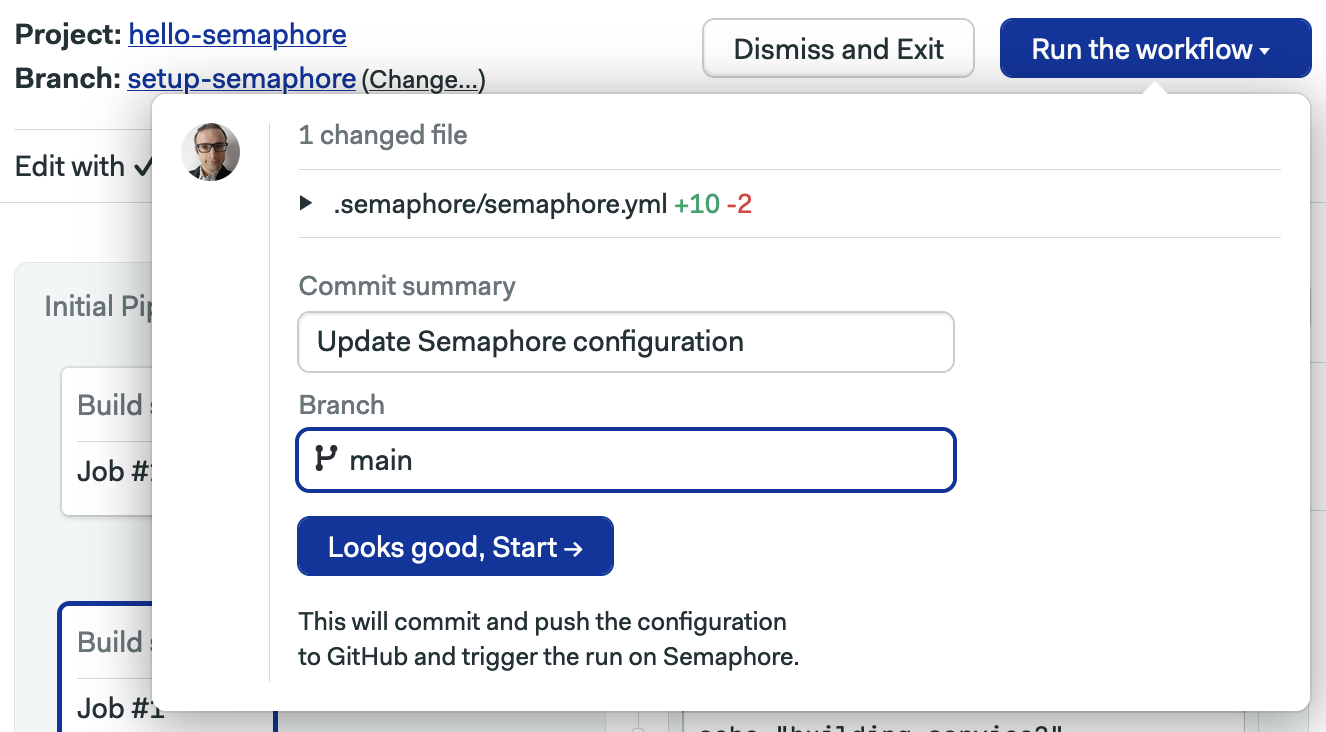 Project: hello-semaphore
Dismiss and Exit
Run the workflow
Branch: setup-semaphore (Change...)
1 changed file
Edit with
.semaphore/semaphore.yml +10 -2
Commit summary
Initial
Update Semaphore configuration
Build
Branch
main
Job
Looks good, Start →
This will commit and push the configuration
Build
to GitHub and trigger the run on Semaphore.
Job #1